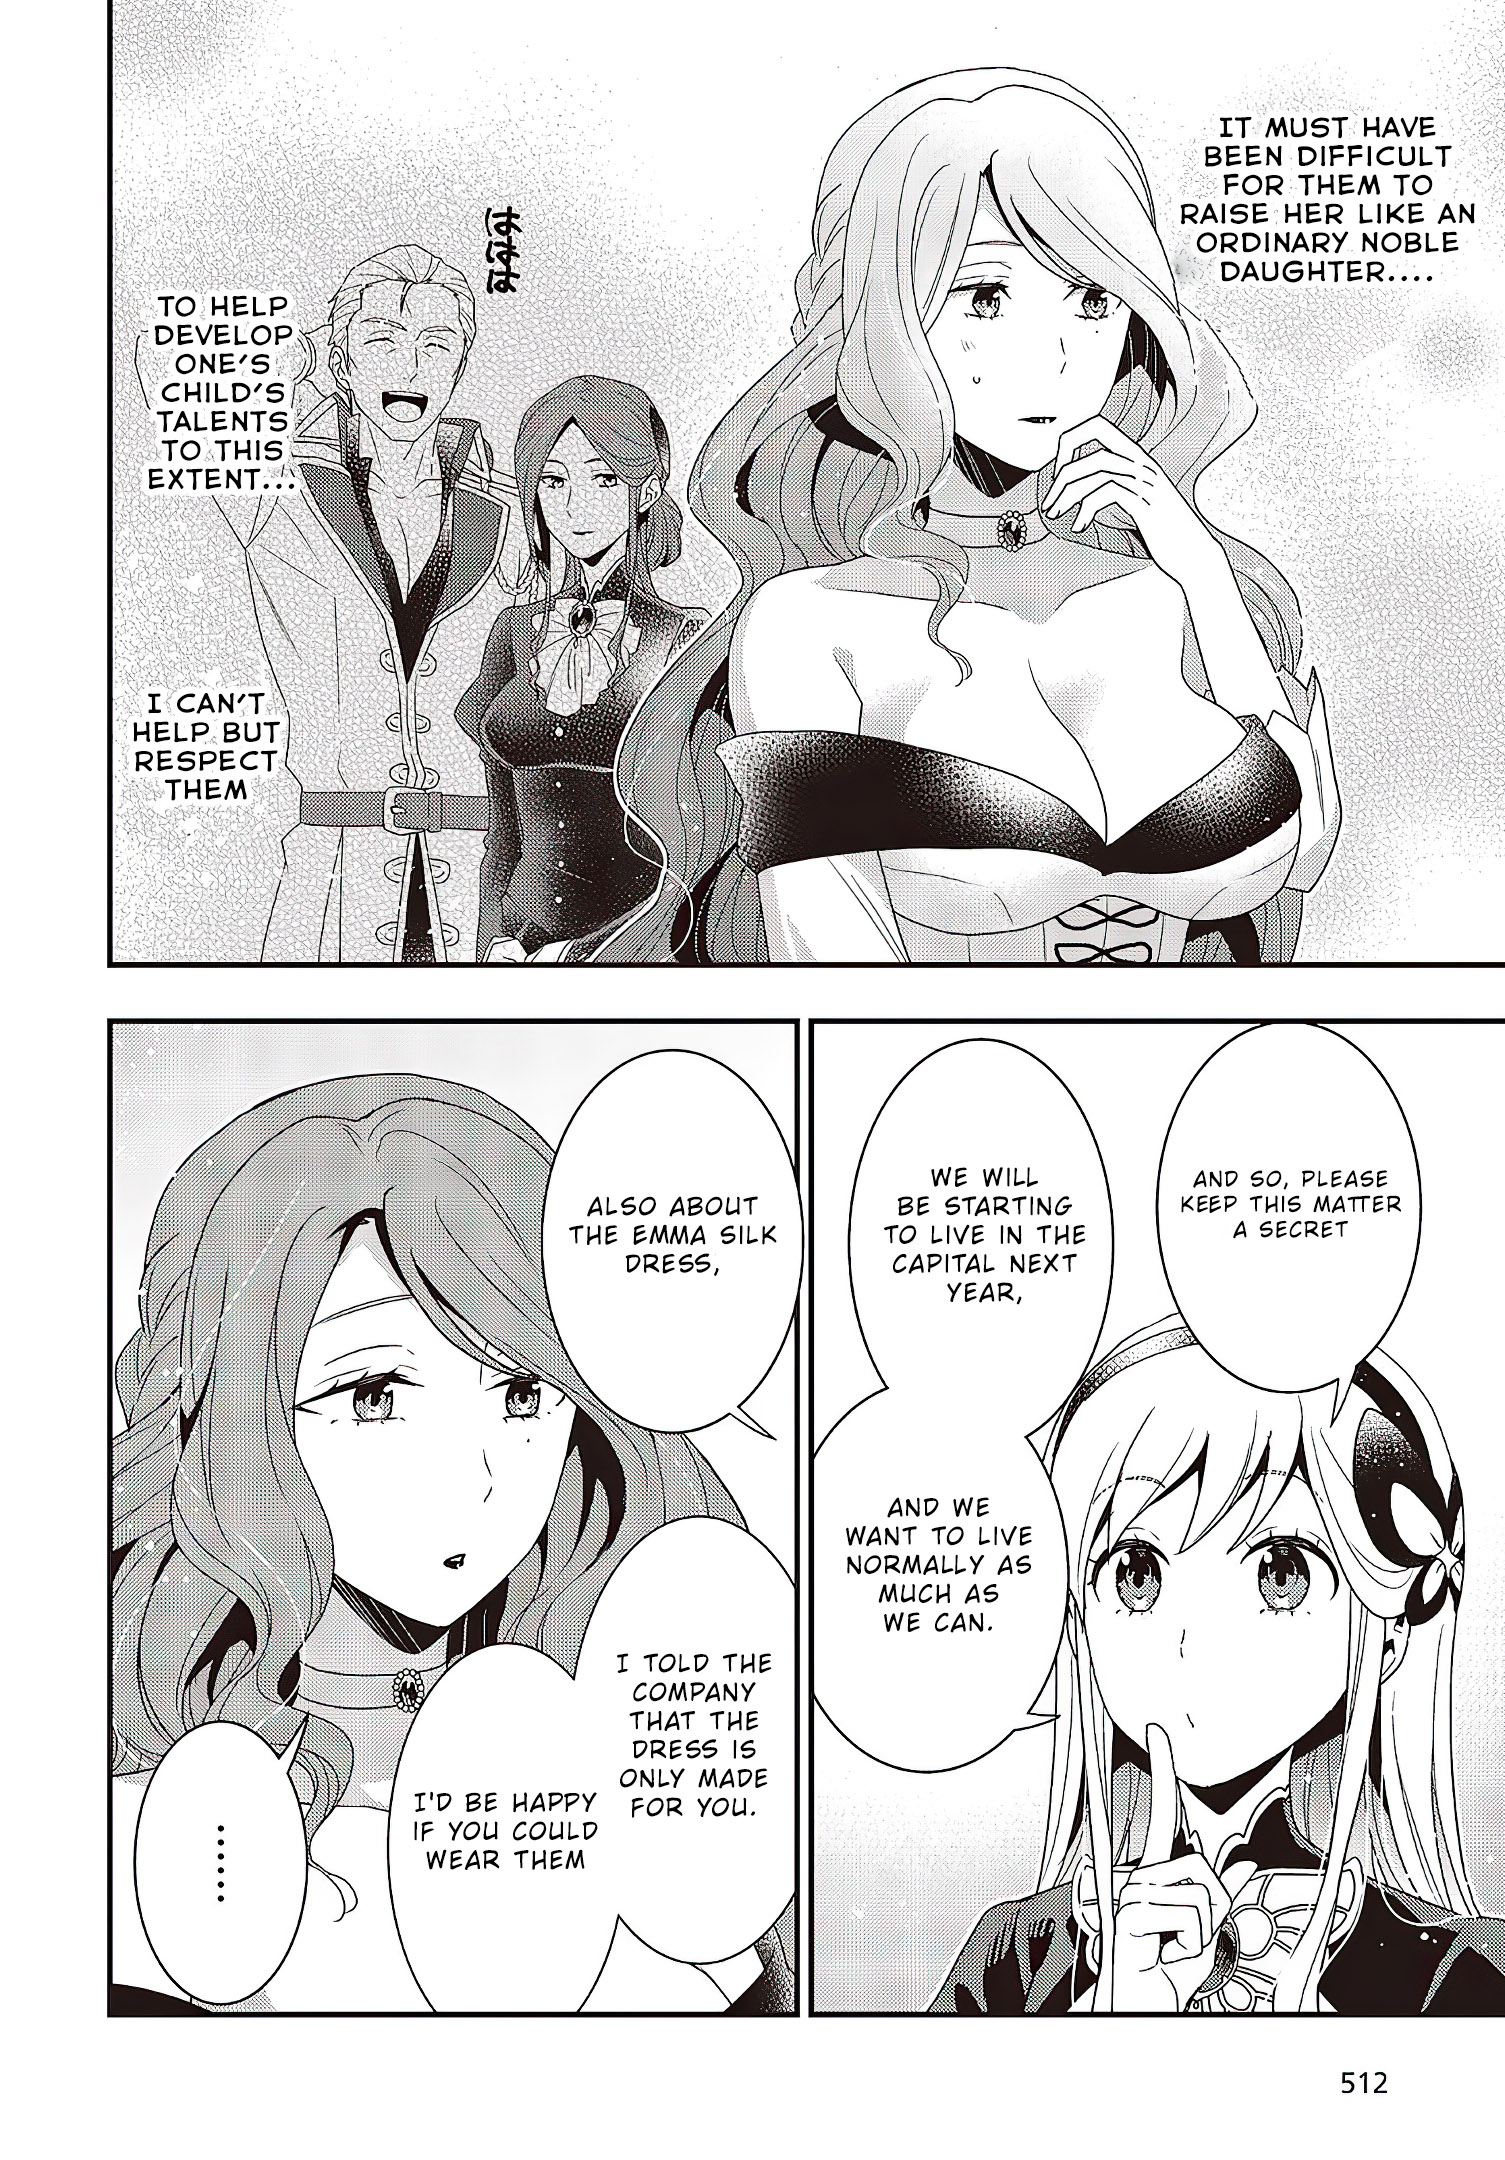 IT MUST HAVE
BEEN DIFFICULT
FOR THEM TO
RAISE HER LIKE AN
ORDINARY NOBLE
DAUGHTER....
TO HELP
DEVELOP
ONE'S
CHILD'S
TALENTS
TO THIS
EXTENT...
I CAN'T
HELP BUT
RESPECT
THEM
AND SO, PLEASE
KEEP THIS MATTER
A SECRET
WE WILL
BE STARTING
TO LIVE IN THE
CAPITAL NEXT
YEAR,
AND WE
WANT TO LIVE
NORMALLY AS
MUCH AS
WE CAN.
ALSO ABOUT
THE EMMA SILK
DRESS,
I TOLD THE
COMPANY
THAT THE
DRESS IS
ONLY MADE
FOR YOU.
I'D BE HAPPY
IF YOU COULD
WEAR THEM
......
512